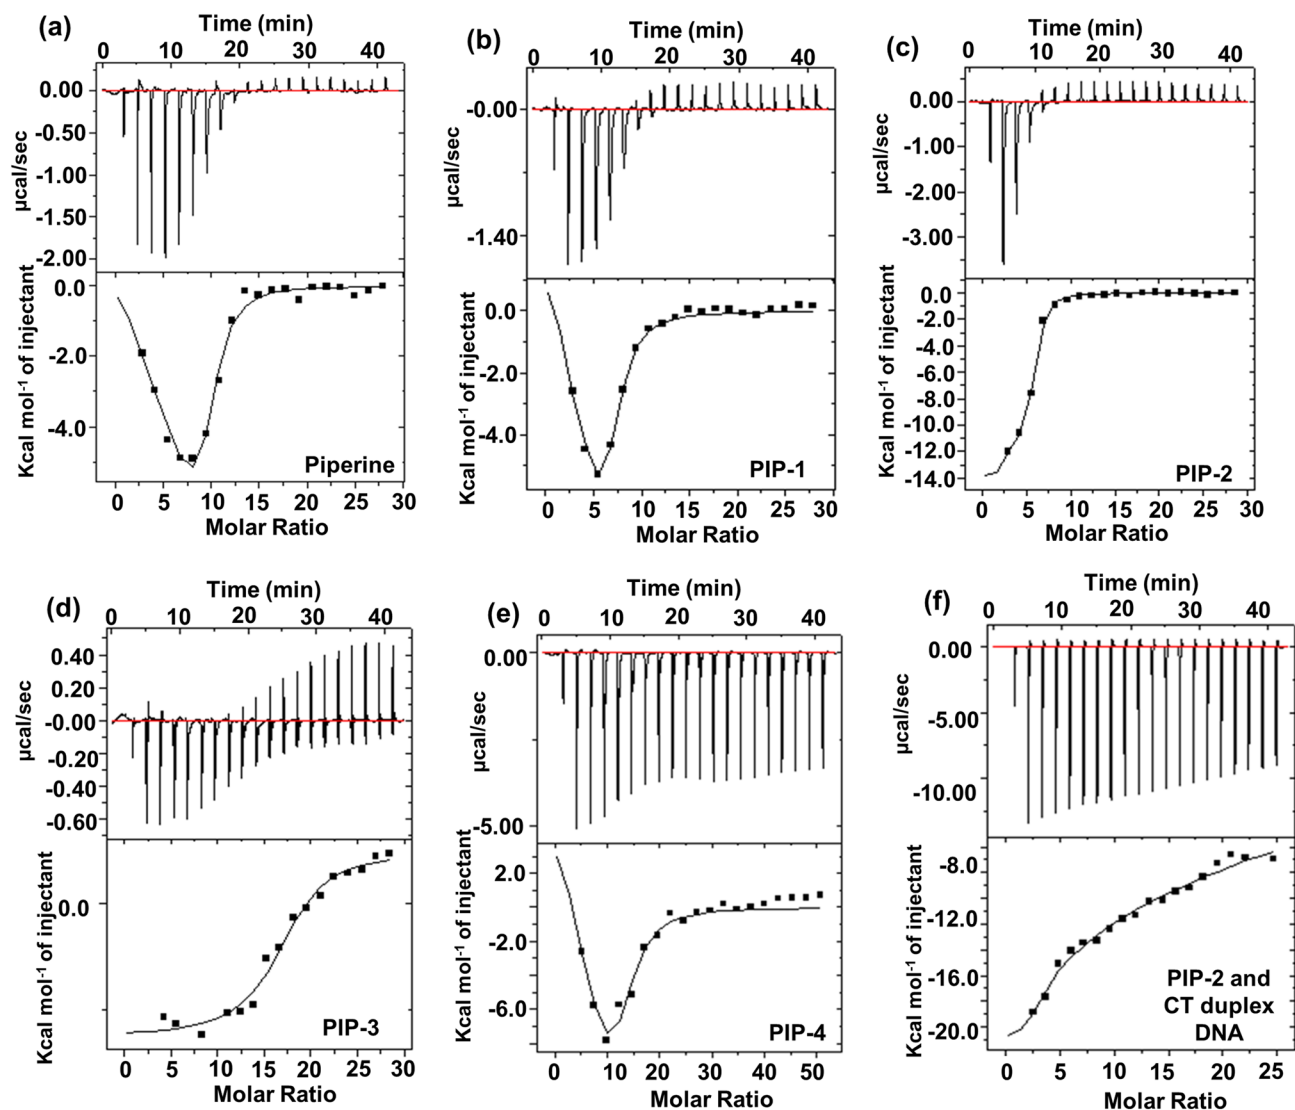 (a)
Time (min)
0 10 20 30 40
0.00
-0.50
-1.00
-1.50
-2.00
µcal/sec
0.0
-2.0
-4.0
Kcal mol⁻¹ of injectant
Piperine
0 5 10 15 20 25 30
Molar Ratio
(b)
Time (min)
0 10 20 30 40
-0.00
-1.40
µcal/sec
0.0
-2.0
-4.0
Kcal mol⁻¹ of injectant
PIP-1
0 5 10 15 20 25 30
Molar Ratio
(c)
Time (min)
0 10 20 30 40
0.00
-1.00
-2.00
-3.00
µcal/sec
0.0
-2.0
-4.0
-6.0
-8.0
-10.0
-12.0
-14.0
Kcal mol⁻¹ of injectant
PIP-2
0 5 10 15 20 25 30
Molar Ratio
(d)
Time (min)
0 10 20 30 40
0.40
0.20
-0.00
-0.20
-0.40
-0.60
µcal/sec
0.0
Kcal mol⁻¹ of injectant
PIP-3
0 5 10 15 20 25 30
Molar Ratio
(e)
Time (min)
0 10 20 30 40
0.00
-5.00
µcal/sec
2.0
-2.0
-6.0
Kcal mol⁻¹ of injectant
PIP-4
0 10 20 30 40 50
Molar Ratio
(f)
Time (min)
0 10 20 30 40
0.00
-5.00
-10.00
µcal/sec
-8.0
-12.0
-16.0
-20.0
Kcal mol⁻¹ of injectant
PIP-2 and
CT duplex
DNA
0 5 10 15 20 25
Molar Ratio